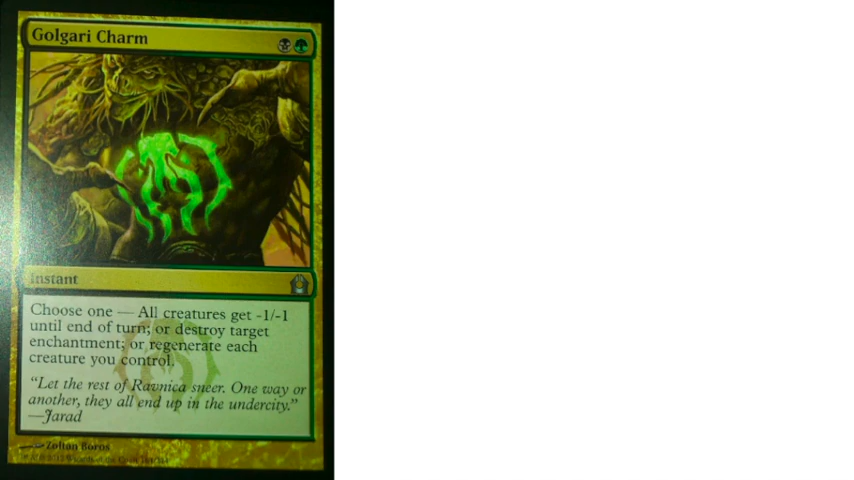 Golgari Charm
Instant
Choose one — All creatures get -1/-1
until end of turn; or destroy target
enchantment; or regenerate each
creature you control.
“Let the rest of Ravnica sneer. One way or
another, they all end up in the undercity.”
—Jarad
Zoltan Boros